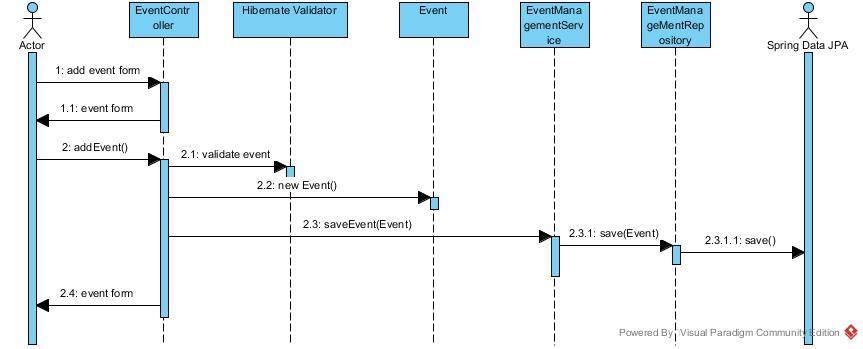 EventContr
oller
Hibernate Validator
Event
EventMana
gementServ
ice
EventMana
geMentRep
ository
Actor
Spring Data JPA
1: add event form
1.1: event form
2: addEvent()
2.1: validate event
2.2: new Event()
2.3: saveEvent(Event)
2.3.1: save(Event)
2.3.1.1: save()
2.4: event form
Powered By Visual Paradigm Community Edition